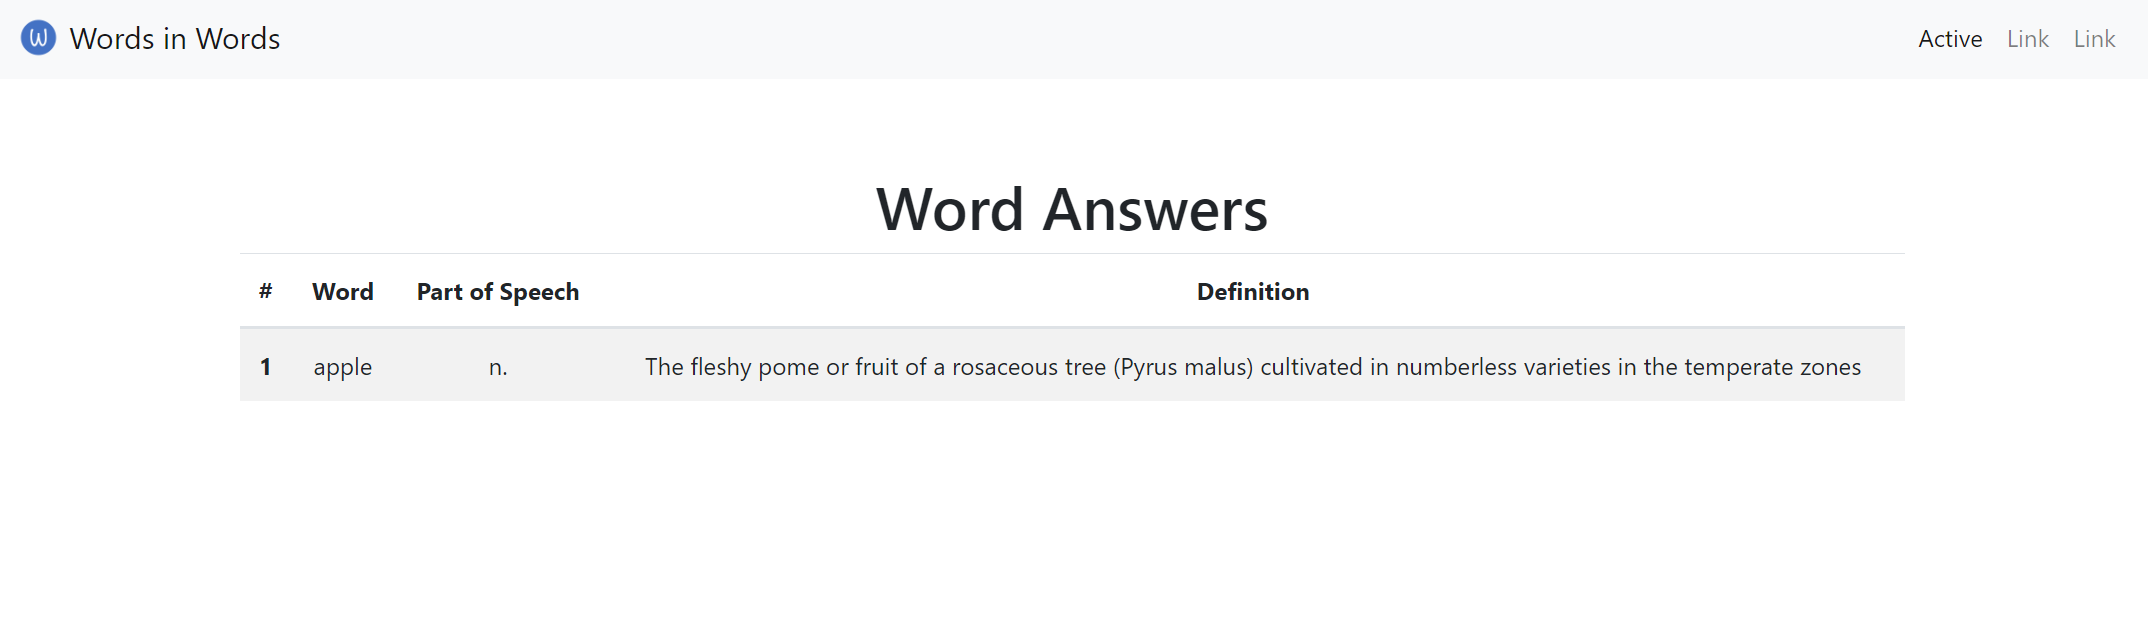 W Words in Words Active Link Link
Word Answers
# Word Part of Speech Definition
1 apple n. The fleshy pome or fruit of a rosaceous tree (Pyrus malus) cultivated in numberless varieties in the temperate zones